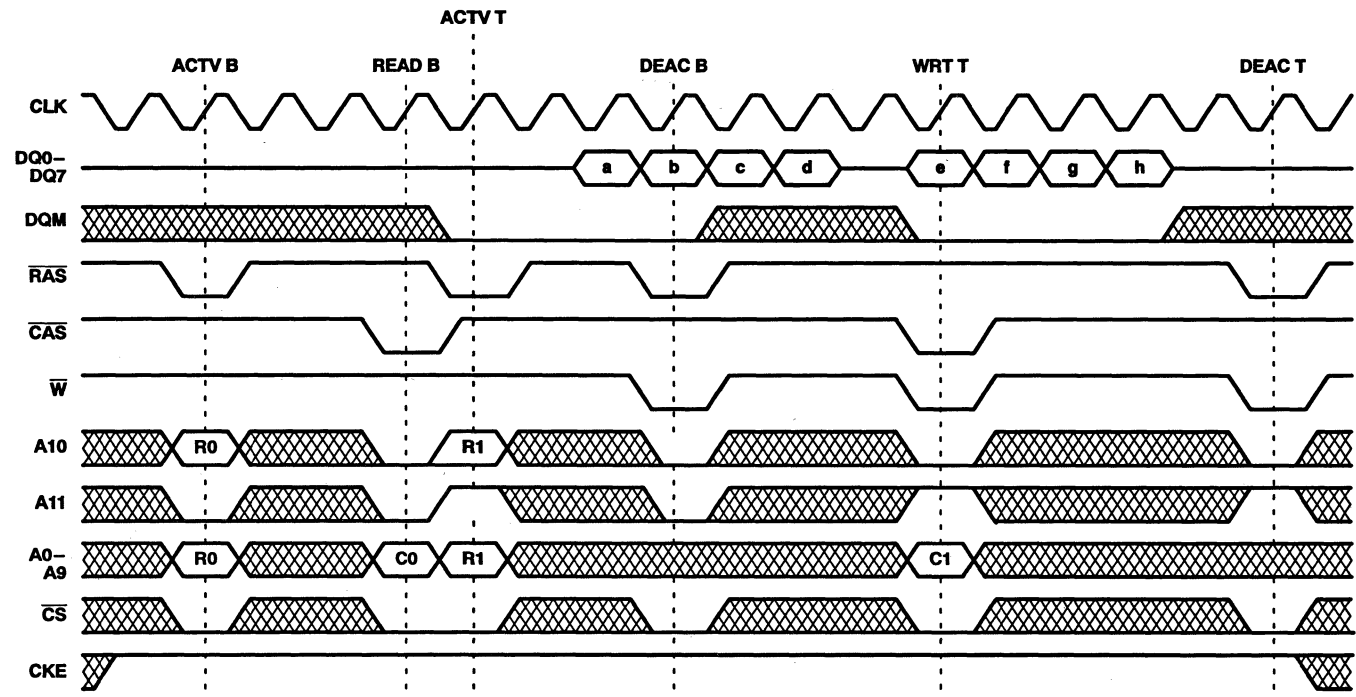 ACTV T
ACTV B READ B DEAC B WRT T DEAC T
CLK
DQ0–
DQ7 a b c d e f g h
DQM
RAS
CAS
W
A10 R0 R1
A11
A0–
A9 R0 C0 R1 C1
CS
CKE